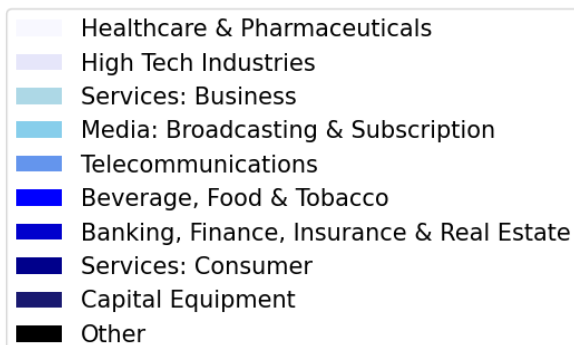 Healthcare & Pharmaceuticals
High Tech Industries
Services: Business
Media: Broadcasting & Subscription
Telecommunications
Beverage, Food & Tobacco
Banking, Finance, Insurance & Real Estate
Services: Consumer
Capital Equipment
Other